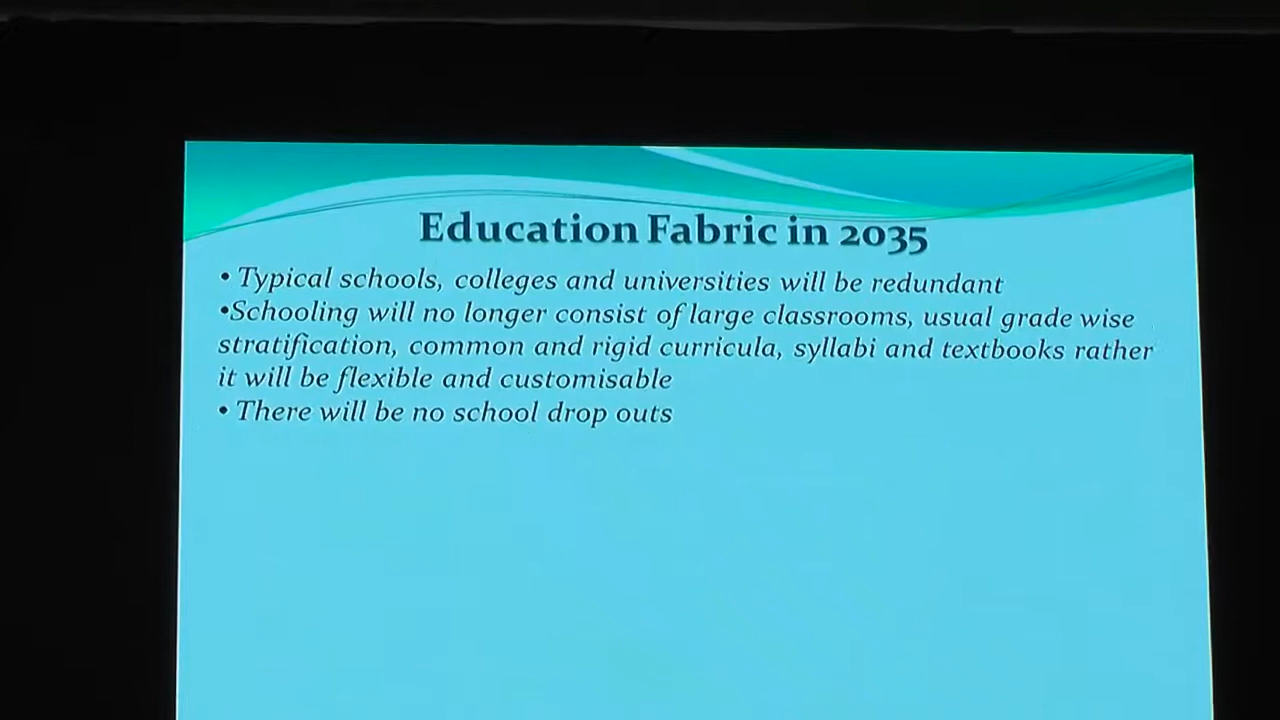 Education Fabric in 2035
• Typical schools, colleges and universities will be redundant
•Schooling will no longer consist of large classrooms, usual grade wise
stratification, common and rigid curricula, syllabi and textbooks rather
it will be flexible and customisable
• There will be no school drop outs